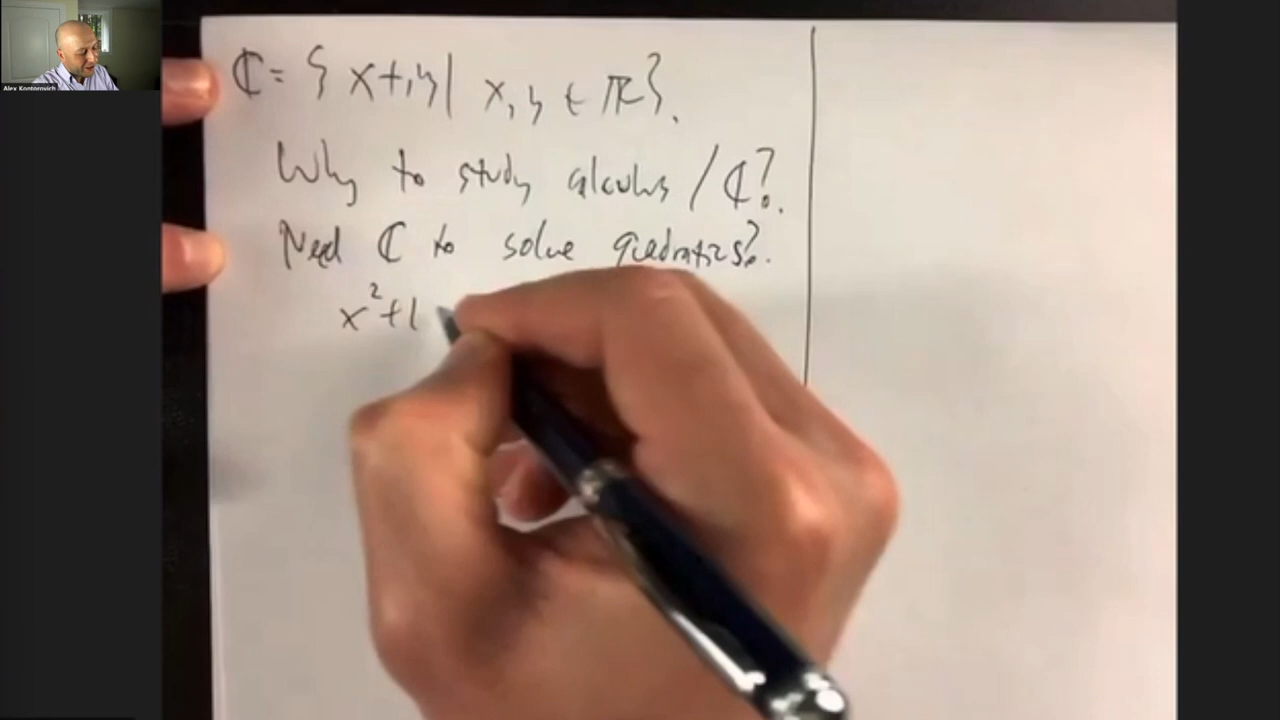 Alex Kontorovich
ℂ = { x+iy | x, y ∈ ℝ}.
Why to study calculus / ℂ?.
Need ℂ to solve quadratics?.
x²+1